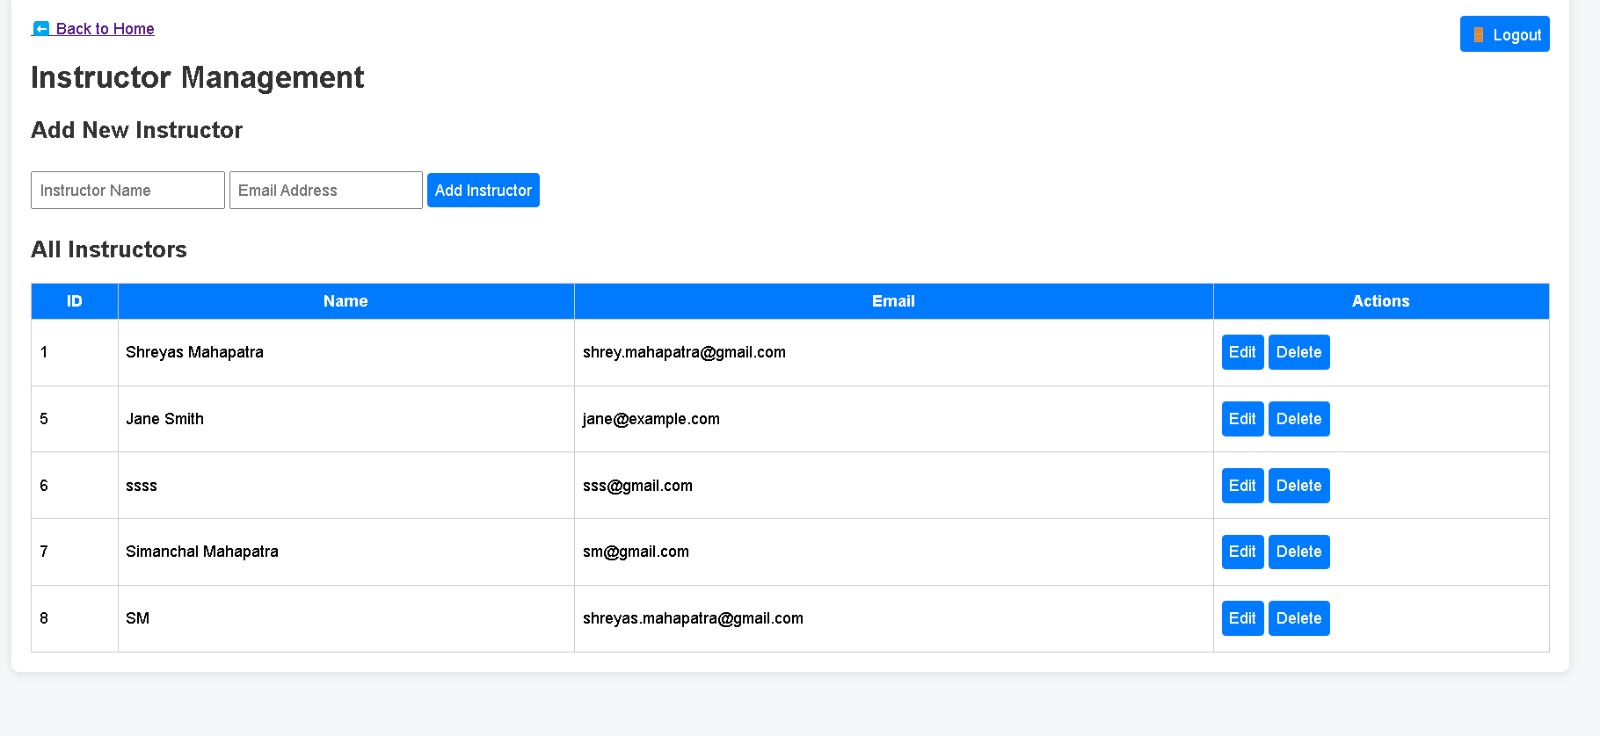 Back to Home
Logout
Instructor Management
Add New Instructor
Instructor Name Email Address Add Instructor
All Instructors
ID Name Email Actions
1 Shreyas Mahapatra shrey.mahapatra@gmail.com Edit Delete
5 Jane Smith jane@example.com Edit Delete
6 ssss sss@gmail.com Edit Delete
7 Simanchal Mahapatra sm@gmail.com Edit Delete
8 SM shreyas.mahapatra@gmail.com Edit Delete